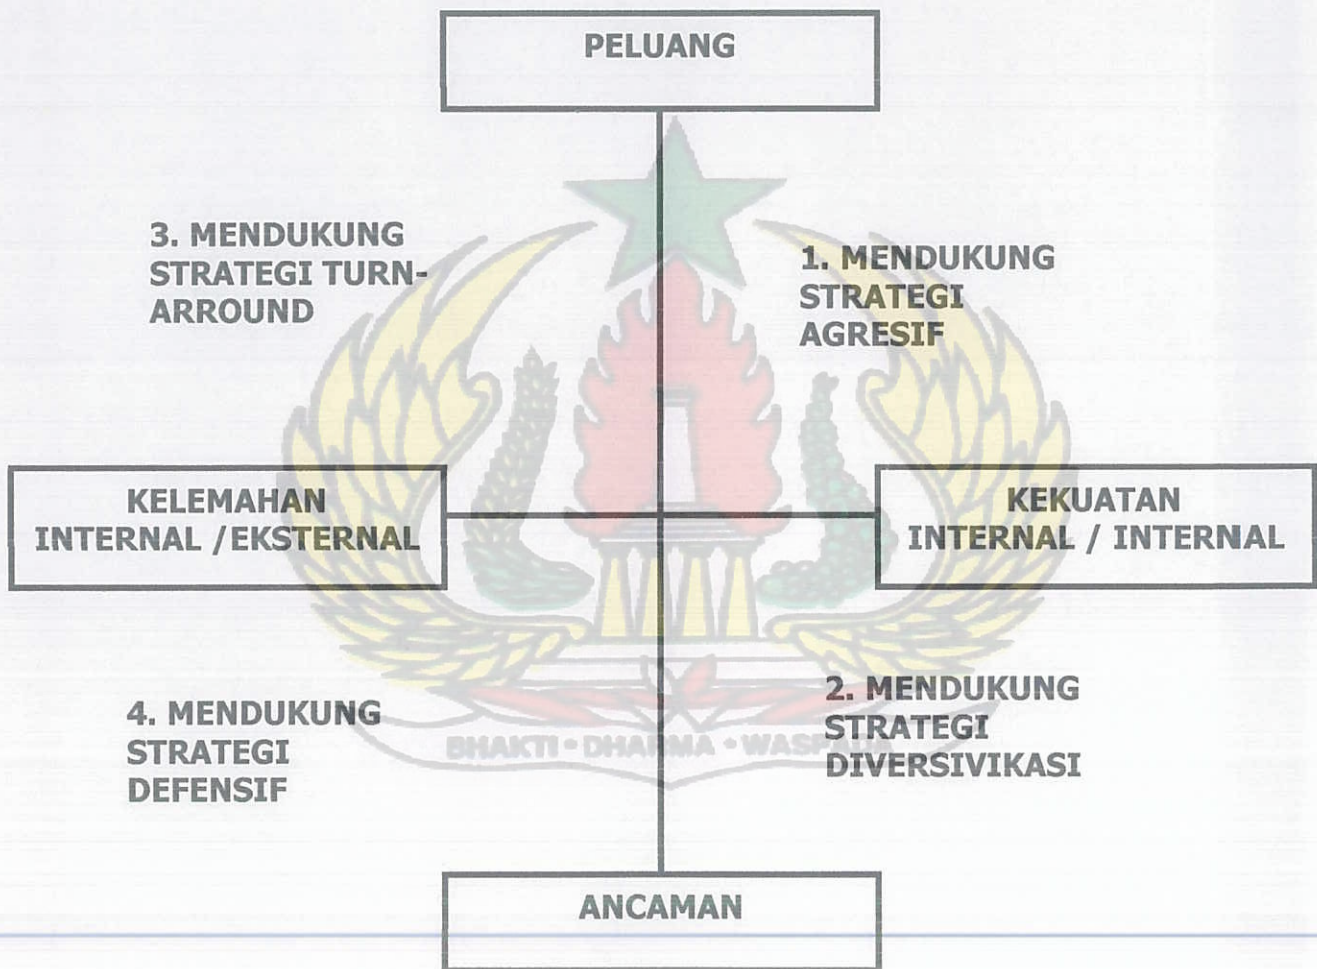 PELUANG
3. MENDUKUNG
STRATEGI TURN-
ARROUND
1. MENDUKUNG
STRATEGI
AGRESIF
KELEMAHAN
INTERNAL /EKSTERNAL
KEKUATAN
INTERNAL / INTERNAL
4. MENDUKUNG
STRATEGI
DEFENSIF
2. MENDUKUNG
STRATEGI
DIVERSIVIKASI
BHAKTI • DHARMA • WASPADA
ANCAMAN